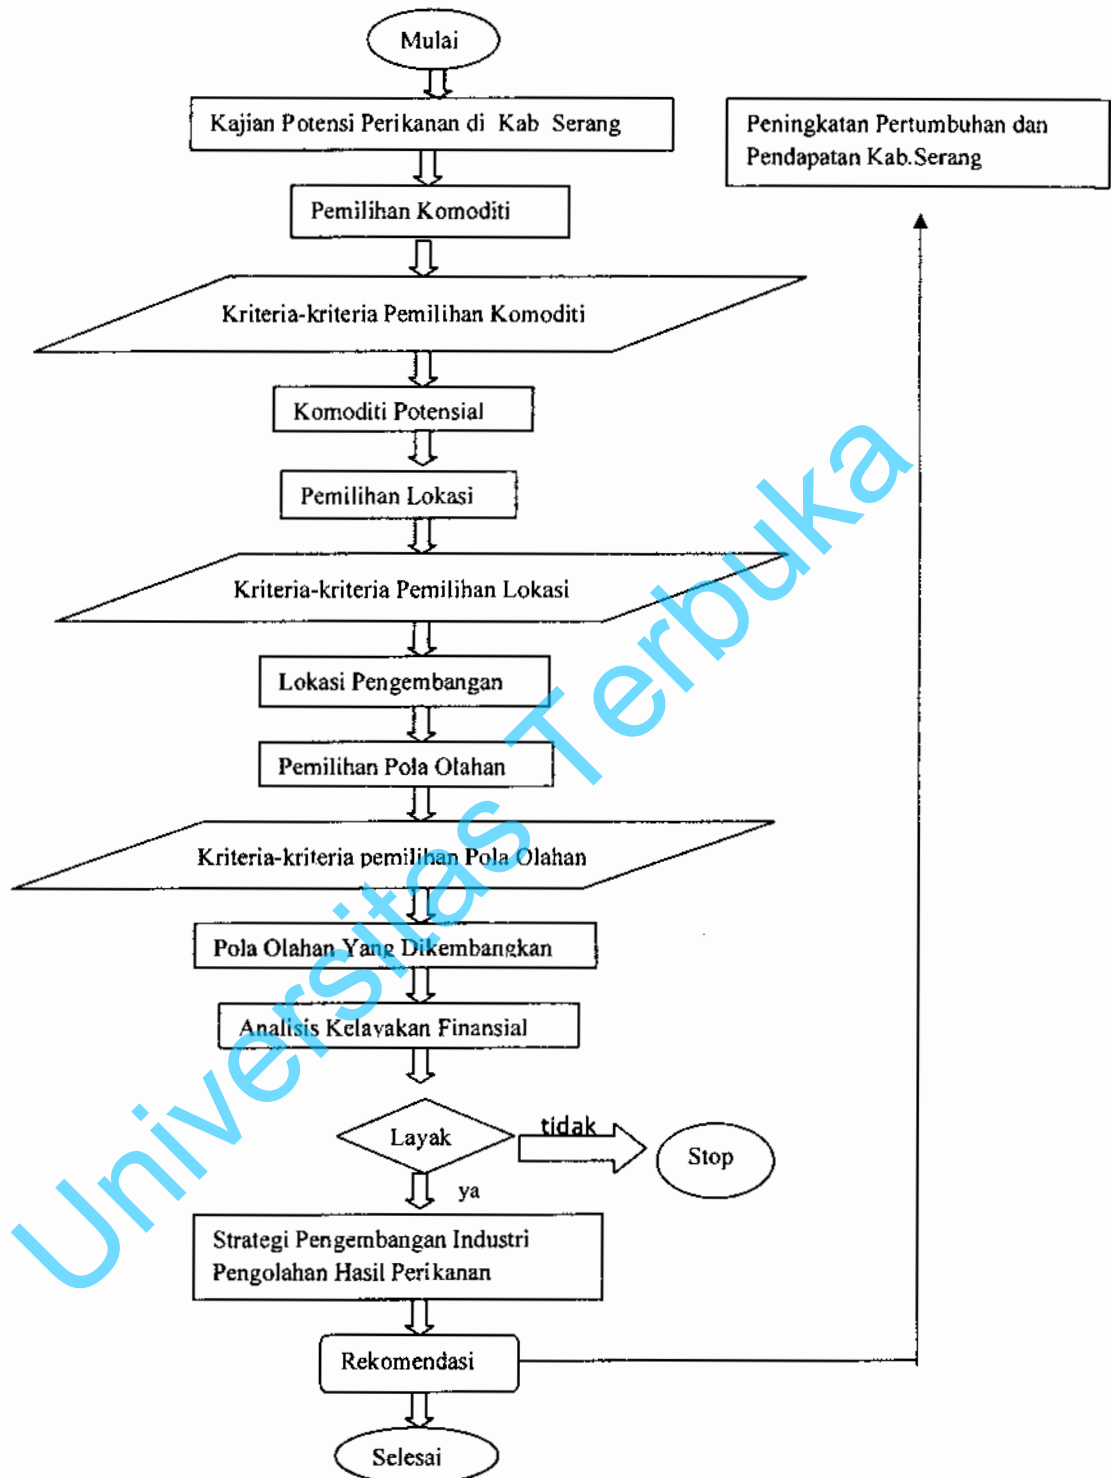 Mulai
Kajian Potensi Perikanan di Kab Serang
Peningkatan Pertumbuhan dan
Pendapatan Kab.Serang
Pemilihan Komoditi
Kriteria-kriteria Pemilihan Komoditi
Komoditi Potensial
Pemilihan Lokasi
Kriteria-kriteria Pemilihan Lokasi
Lokasi Pengembangan
Pemilihan Pola Olahan
Kriteria-kriteria pemilihan Pola Olahan
Pola Olahan Yang Dikembangkan
Analisis Kelayakan Finansial
Layak
tidak
Stop
ya
Strategi Pengembangan Industri
Pengolahan Hasil Perikanan
Rekomendasi
Selesai
Universitas Terbuka